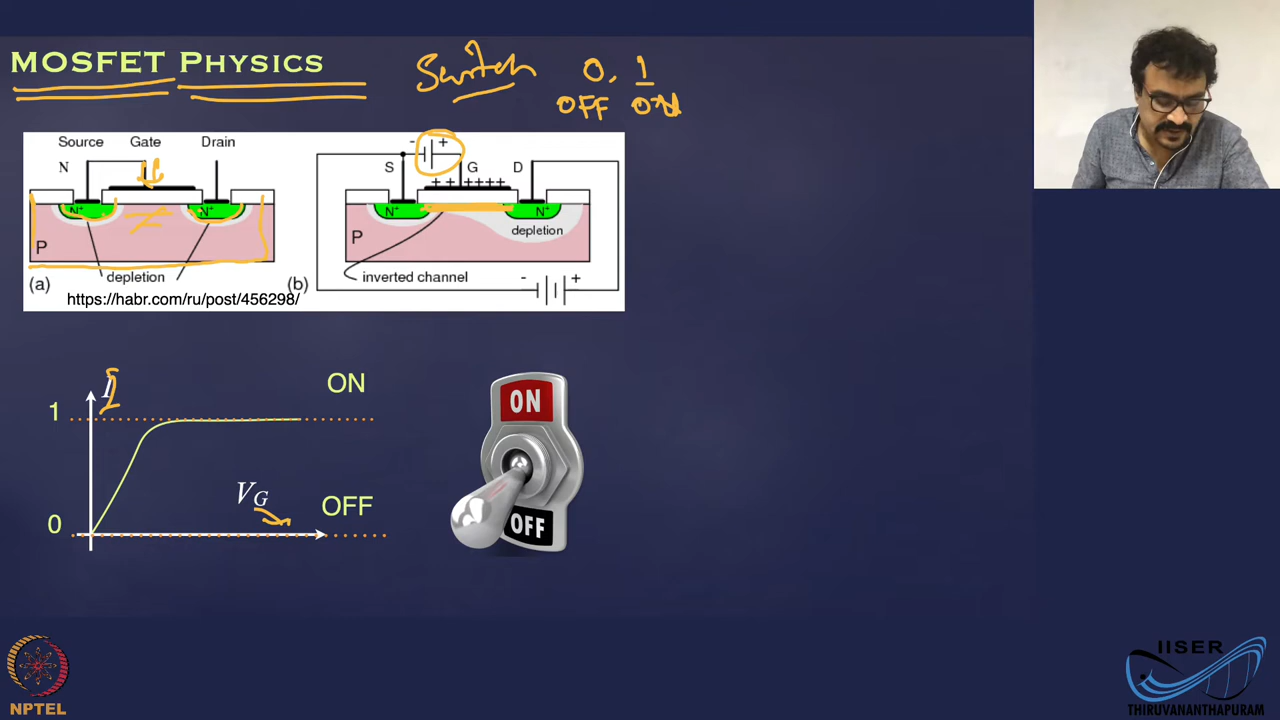 MOSFET PHYSICS
Switch 0, 1
OFF ON
Source Gate Drain
N
N+ N+
P
depletion
(a)
https://habr.com/ru/post/456298/
- +
S G D
+ + +++++
N+ N+
P
depletion
inverted channel
- +
(b)
I
1
ON
VG
0
OFF
ON
OFF
NPTEL
IISER
THIRUVANANTHAPURAM